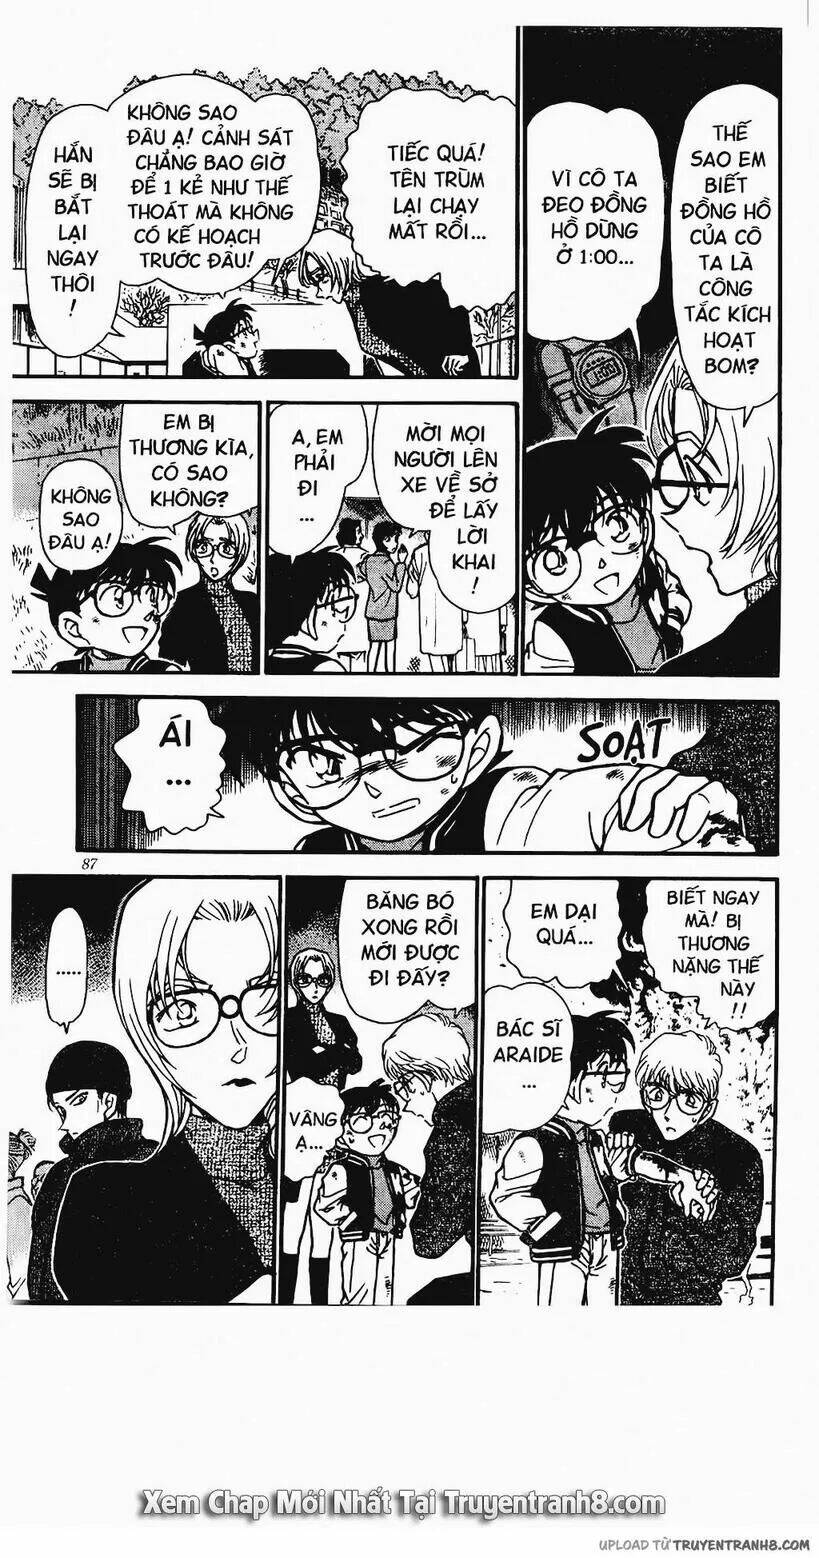 THẾ
SAO EM
BIẾT
ĐỒNG HỒ
CỦA CÔ
TA LÀ
CÔNG
TẮC KÍCH
HOẠT
BOM?
VÌ CÔ TA
ĐEO ĐỒNG
HỒ DỪNG
Ở 1:00...
1:00
TIẾC QUÁ!
TÊN TRÙM
LẠI CHẠY
MẤT RỒI...
KHÔNG SAO
ĐÂU Ạ! CẢNH SÁT
CHẲNG BAO GIỜ
ĐỂ 1 KẺ NHƯ THẾ
THOÁT MÀ KHÔNG
CÓ KẾ HOẠCH
TRƯỚC ĐÂU!
HẮN
SẼ BỊ
BẮT
LẠI
NGAY
THÔI
!
MỜI MỌI
NGƯỜI LÊN
XE VỀ SỞ
ĐỂ LẤY
LỜI
KHAI
!
A, EM
PHẢI
ĐI
...
EM BỊ
THƯƠNG KÌA,
CÓ SAO
KHÔNG?
KHÔNG
SAO
ĐÂU Ạ!
SOẠT
ÁI
...
87
BIẾT NGAY
MÀ! BỊ
THƯƠNG
NẶNG THẾ
NÀY
!!
EM DẠI
QUÁ...
BÁC SĨ
ARAIDE
...
BĂNG BÓ
XONG RỒI
MỚI ĐƯỢC
ĐI ĐẤY?
VÂNG
Ạ...
......
Xem Chap Mới Nhất Tại Truyentranh8.com
UPLOAD TỪ TRUYENTRANH8.COM